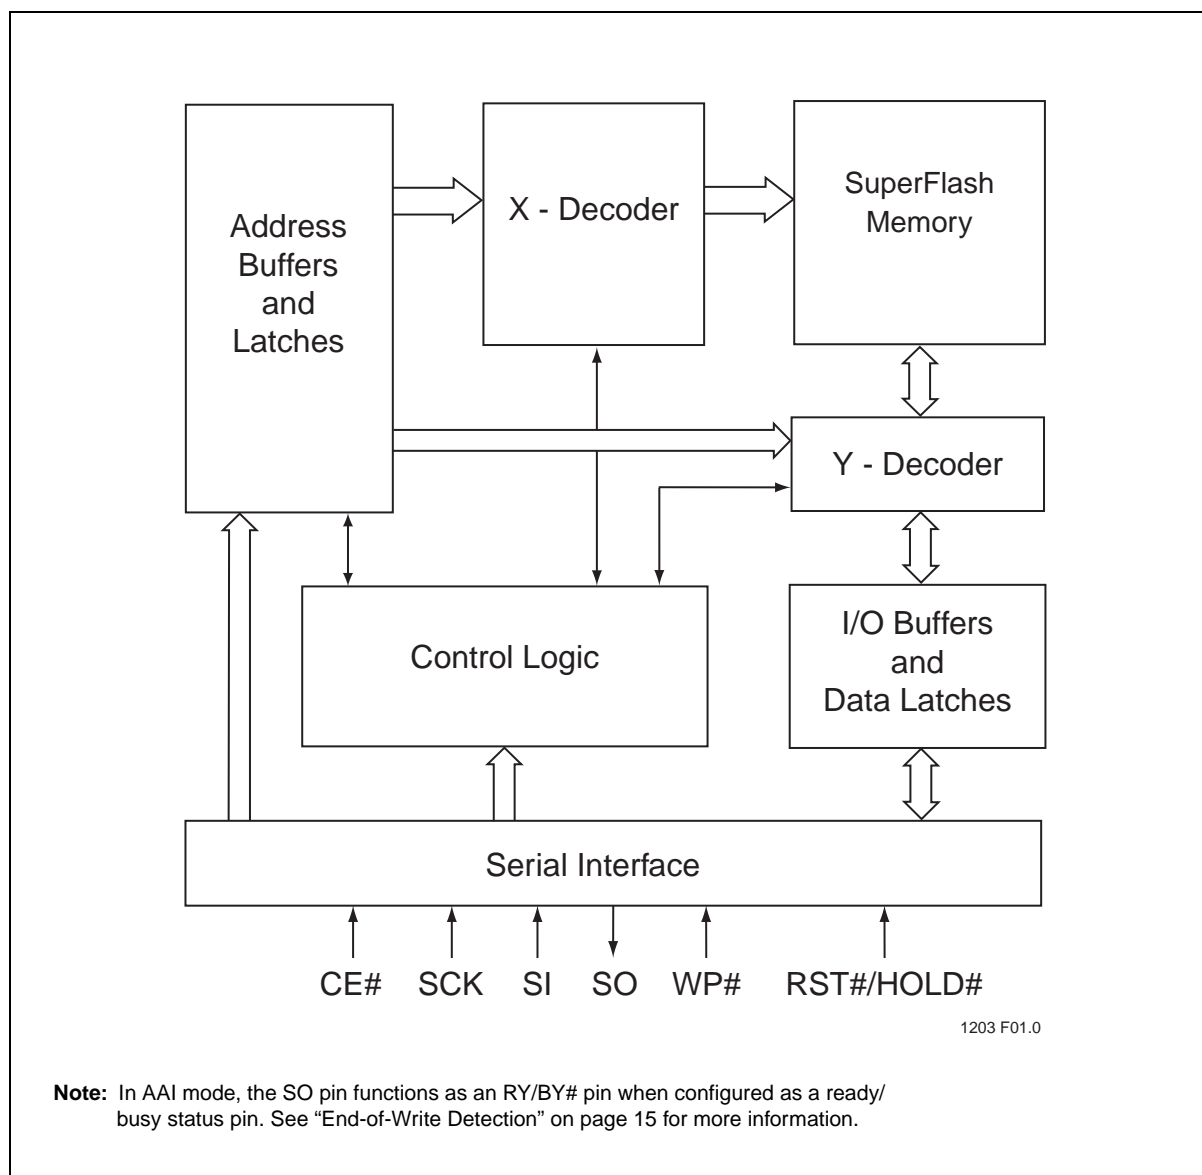 Address
Buffers
and
Latches
X - Decoder
SuperFlash
Memory
Y - Decoder
Control Logic
I/O Buffers
and
Data Latches
Serial Interface
CE# SCK SI SO WP# RST#/HOLD#
1203 F01.0
Note: In AAI mode, the SO pin functions as an RY/BY# pin when configured as a ready/
busy status pin. See “End-of-Write Detection” on page 15 for more information.